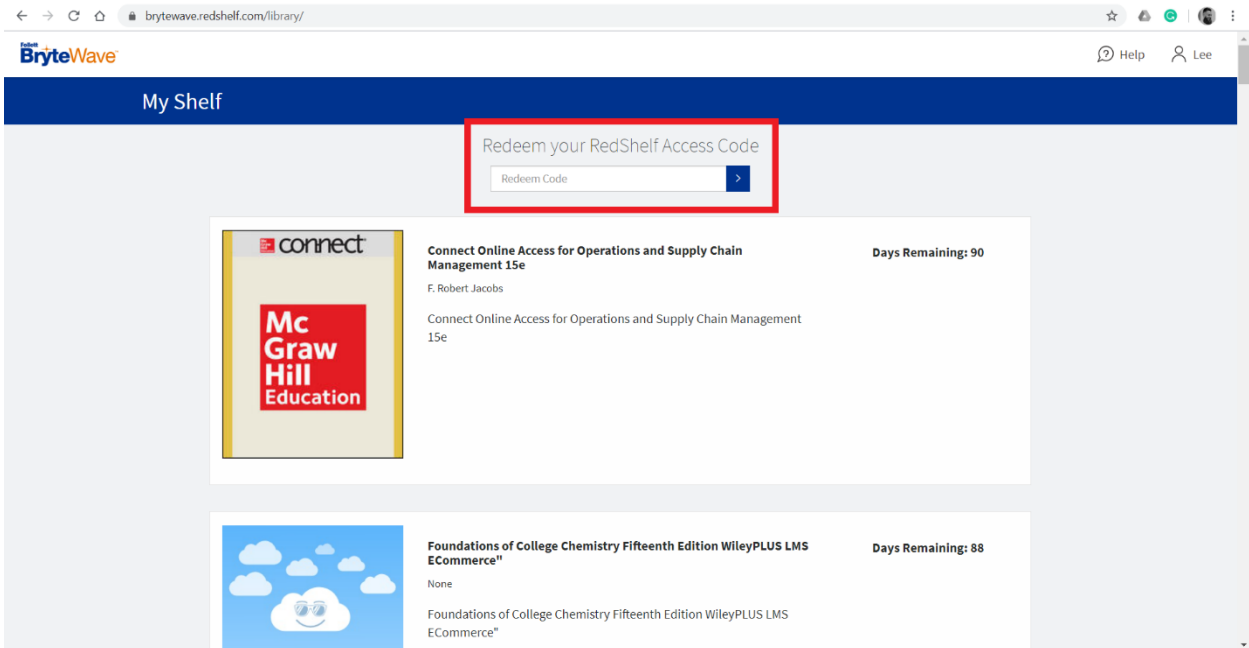 brytewave.redshelf.com/library/
Follett
BryteWave™
Help
Lee
My Shelf
Redeem your RedShelf Access Code
Redeem Code
>
connect
Mc
Graw
Hill
Education
Connect Online Access for Operations and Supply Chain
Management 15e
F. Robert Jacobs
Connect Online Access for Operations and Supply Chain Management
15e
Days Remaining: 90
Foundations of College Chemistry Fifteenth Edition WileyPLUS LMS
ECommerce"
None
Foundations of College Chemistry Fifteenth Edition WileyPLUS LMS
ECommerce"
Days Remaining: 88